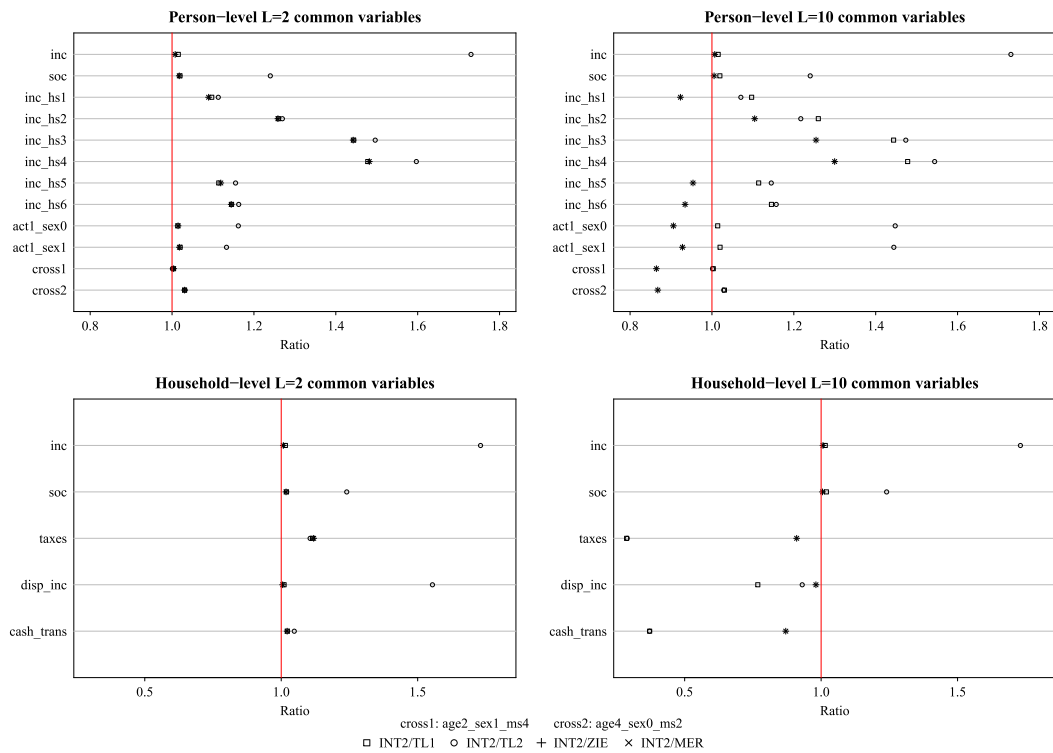 Person−level L=2 common variables
inc
soc
inc_hs1
inc_hs2
inc_hs3
inc_hs4
inc_hs5
inc_hs6
act1_sex0
act1_sex1
cross1
cross2
0.8 1.0 1.2 1.4 1.6 1.8
Ratio
Person−level L=10 common variables
inc
soc
inc_hs1
inc_hs2
inc_hs3
inc_hs4
inc_hs5
inc_hs6
act1_sex0
act1_sex1
cross1
cross2
0.8 1.0 1.2 1.4 1.6 1.8
Ratio
Household−level L=2 common variables
inc
soc
taxes
disp_inc
cash_trans
0.5 1.0 1.5
Ratio
Household−level L=10 common variables
inc
soc
taxes
disp_inc
cash_trans
0.5 1.0 1.5
Ratio
cross1: age2_sex1_ms4 cross2: age4_sex0_ms2
INT2/TL1 INT2/TL2 INT2/ZIE INT2/MER